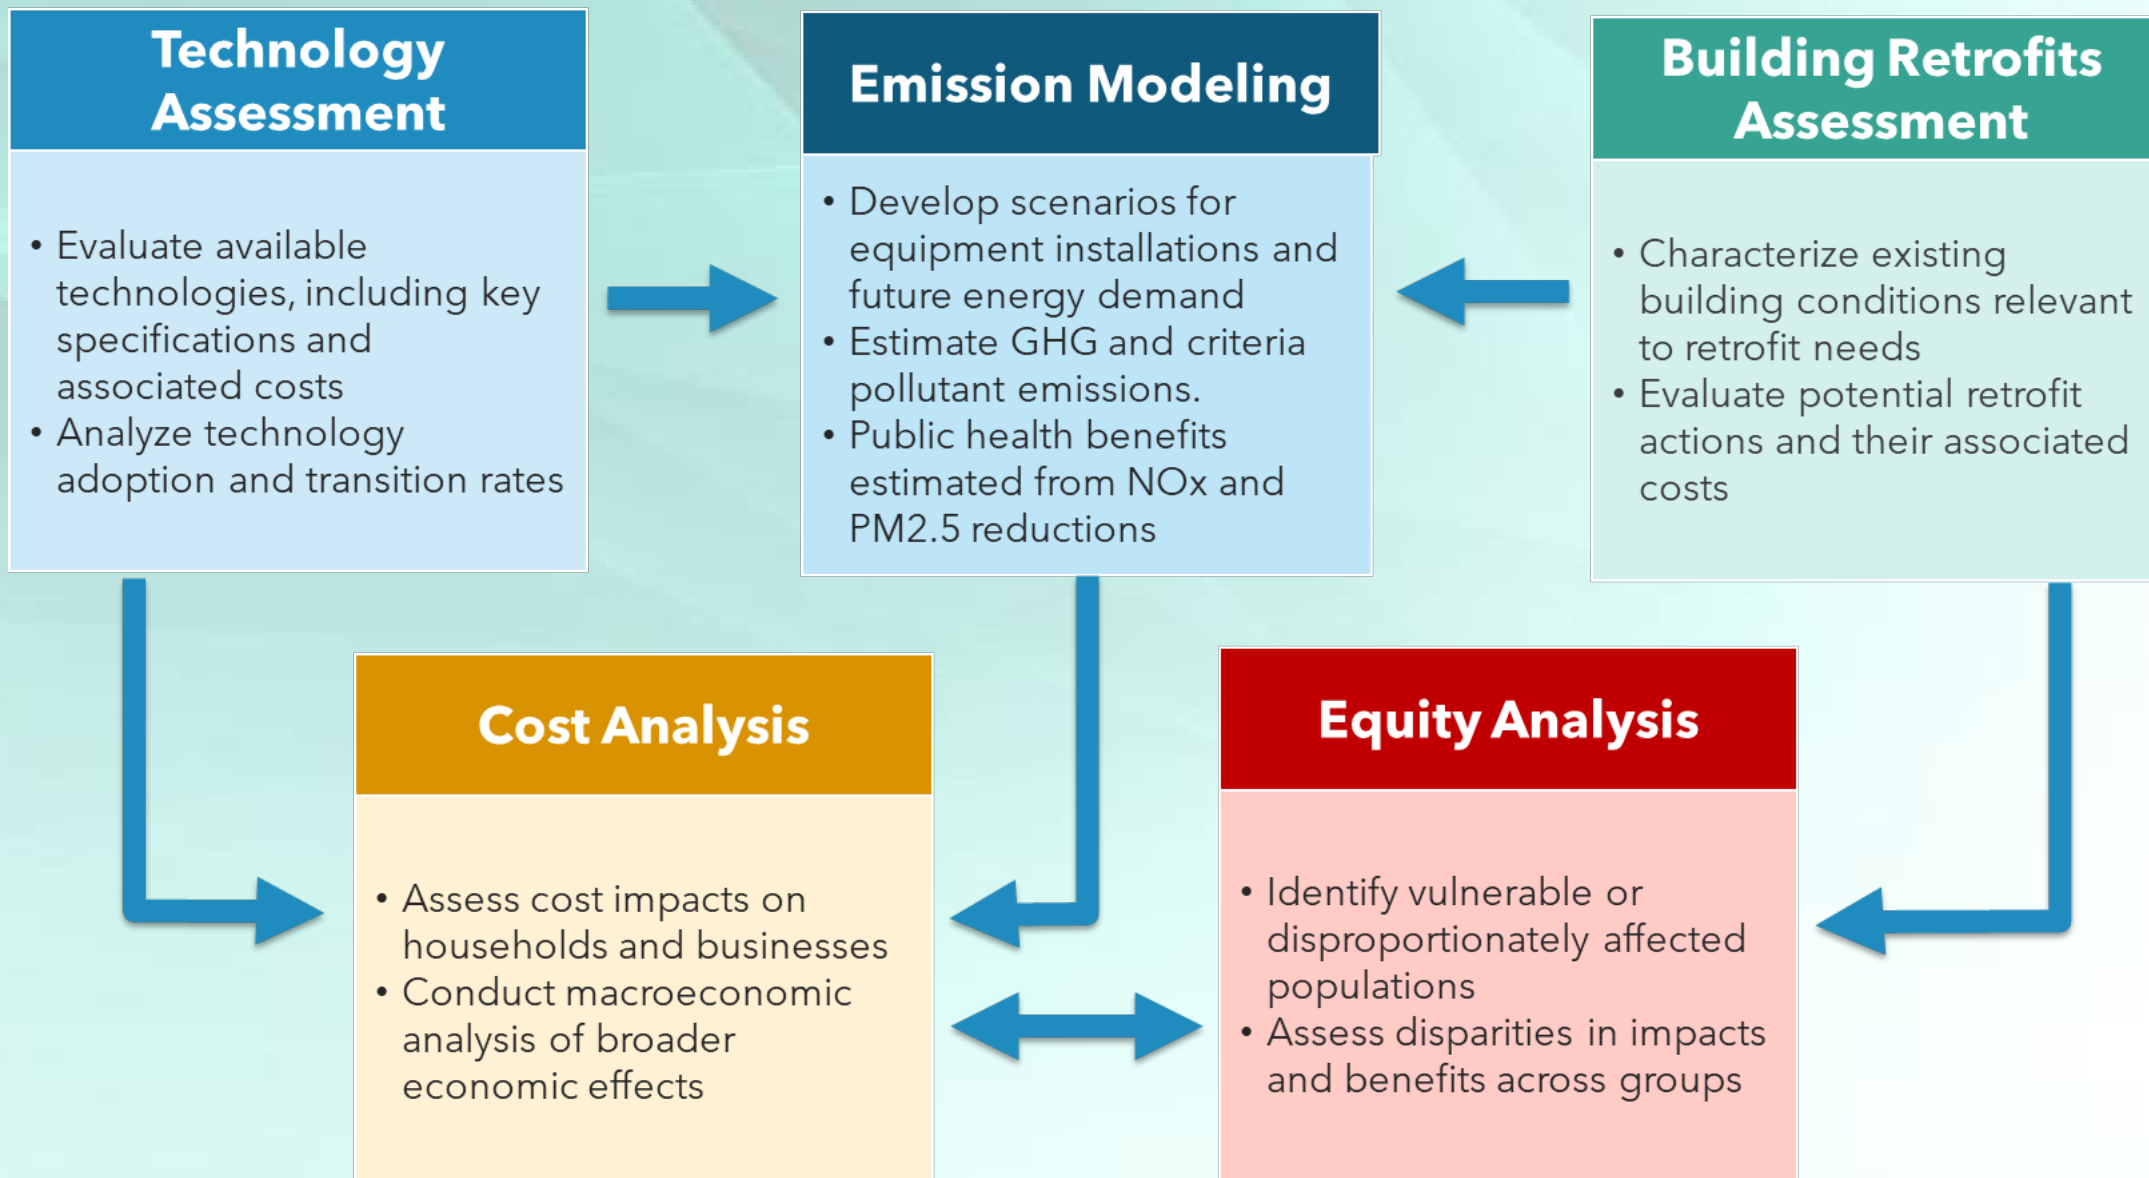 Technology
Assessment
• Evaluate available
technologies, including key
specifications and
associated costs
• Analyze technology
adoption and transition rates
Emission Modeling
• Develop scenarios for
equipment installations and
future energy demand
• Estimate GHG and criteria
pollutant emissions.
• Public health benefits
estimated from NOx and
PM2.5 reductions
Building Retrofits
Assessment
• Characterize existing
building conditions relevant
to retrofit needs
• Evaluate potential retrofit
actions and their associated
costs
Cost Analysis
• Assess cost impacts on
households and businesses
• Conduct macroeconomic
analysis of broader
economic effects
Equity Analysis
• Identify vulnerable or
disproportionately affected
populations
• Assess disparities in impacts
and benefits across groups